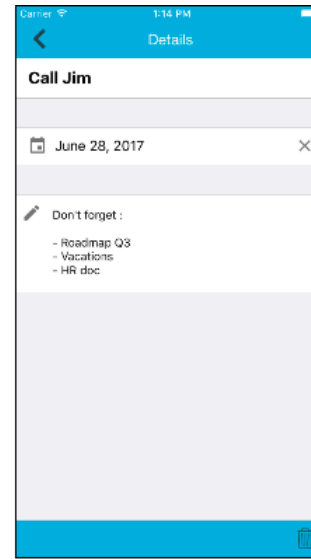 Carrier 1:14 PM
Details
Call Jim
June 28, 2017
Don't forget :
- Roadmap Q3
- Vacations
- HR doc